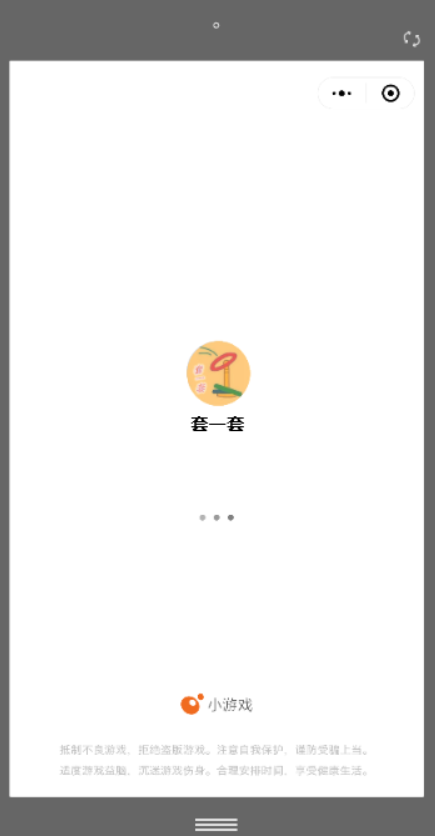 套一套
小游戏
抵制不良游戏，拒绝盗版游戏。注意自我保护，谨防受骗上当。
适度游戏益脑，沉迷游戏伤身。合理安排时间，享受健康生活。